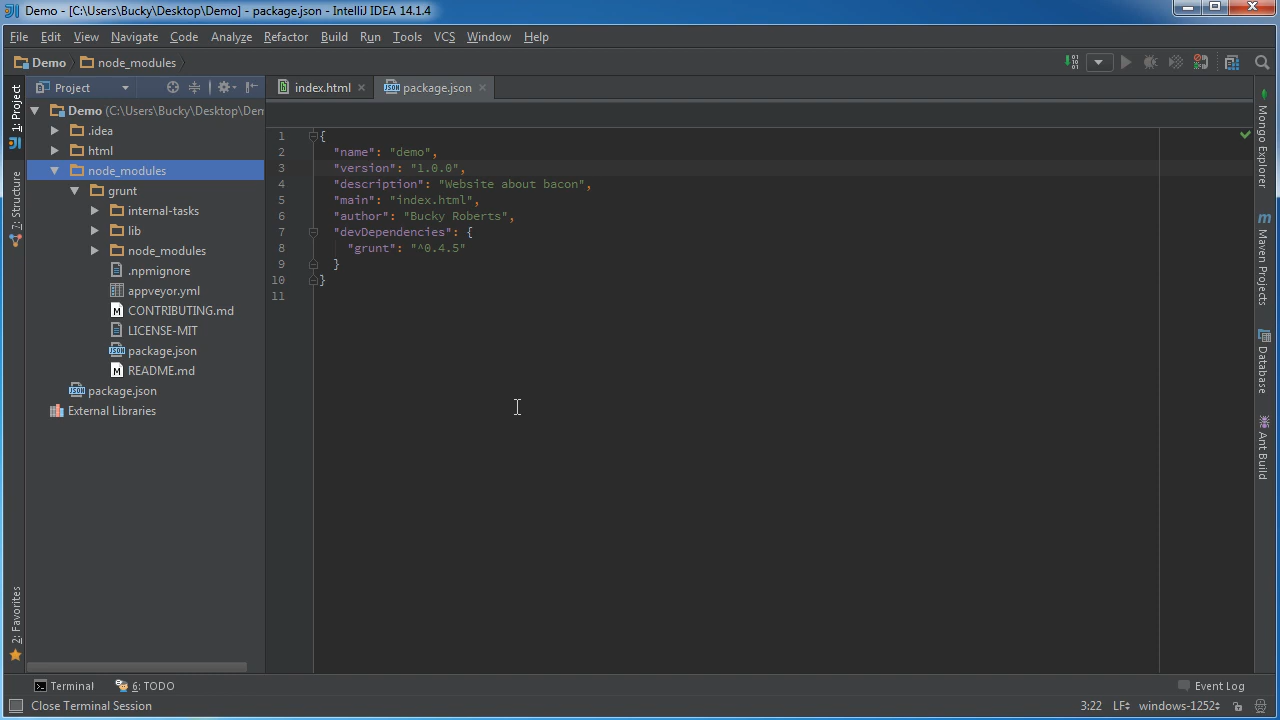 Demo - [C:\Users\Bucky\Desktop\Demo] - package.json - IntelliJ IDEA 14.1.4
File Edit View Navigate Code Analyze Refactor Build Run Tools VCS Window Help
Demo node_modules
Project
index.html package.json
1: Project
7: Structure
2: Favorites
Demo (C:\Users\Bucky\Desktop\Dem
.idea
html
node_modules
grunt
internal-tasks
lib
node_modules
.npmignore
appveyor.yml
CONTRIBUTING.md
LICENSE-MIT
package.json
README.md
package.json
External Libraries
1 {
2 "name": "demo",
3 "version": "1.0.0",
4 "description": "Website about bacon",
5 "main": "index.html",
6 "author": "Bucky Roberts",
7 "devDependencies": {
8 "grunt": "^0.4.5"
9 }
10 }
11
Mongo Explorer
Maven Projects
Database
Ant Build
Terminal 6: TODO Event Log
Close Terminal Session 3:22 LF windows-1252